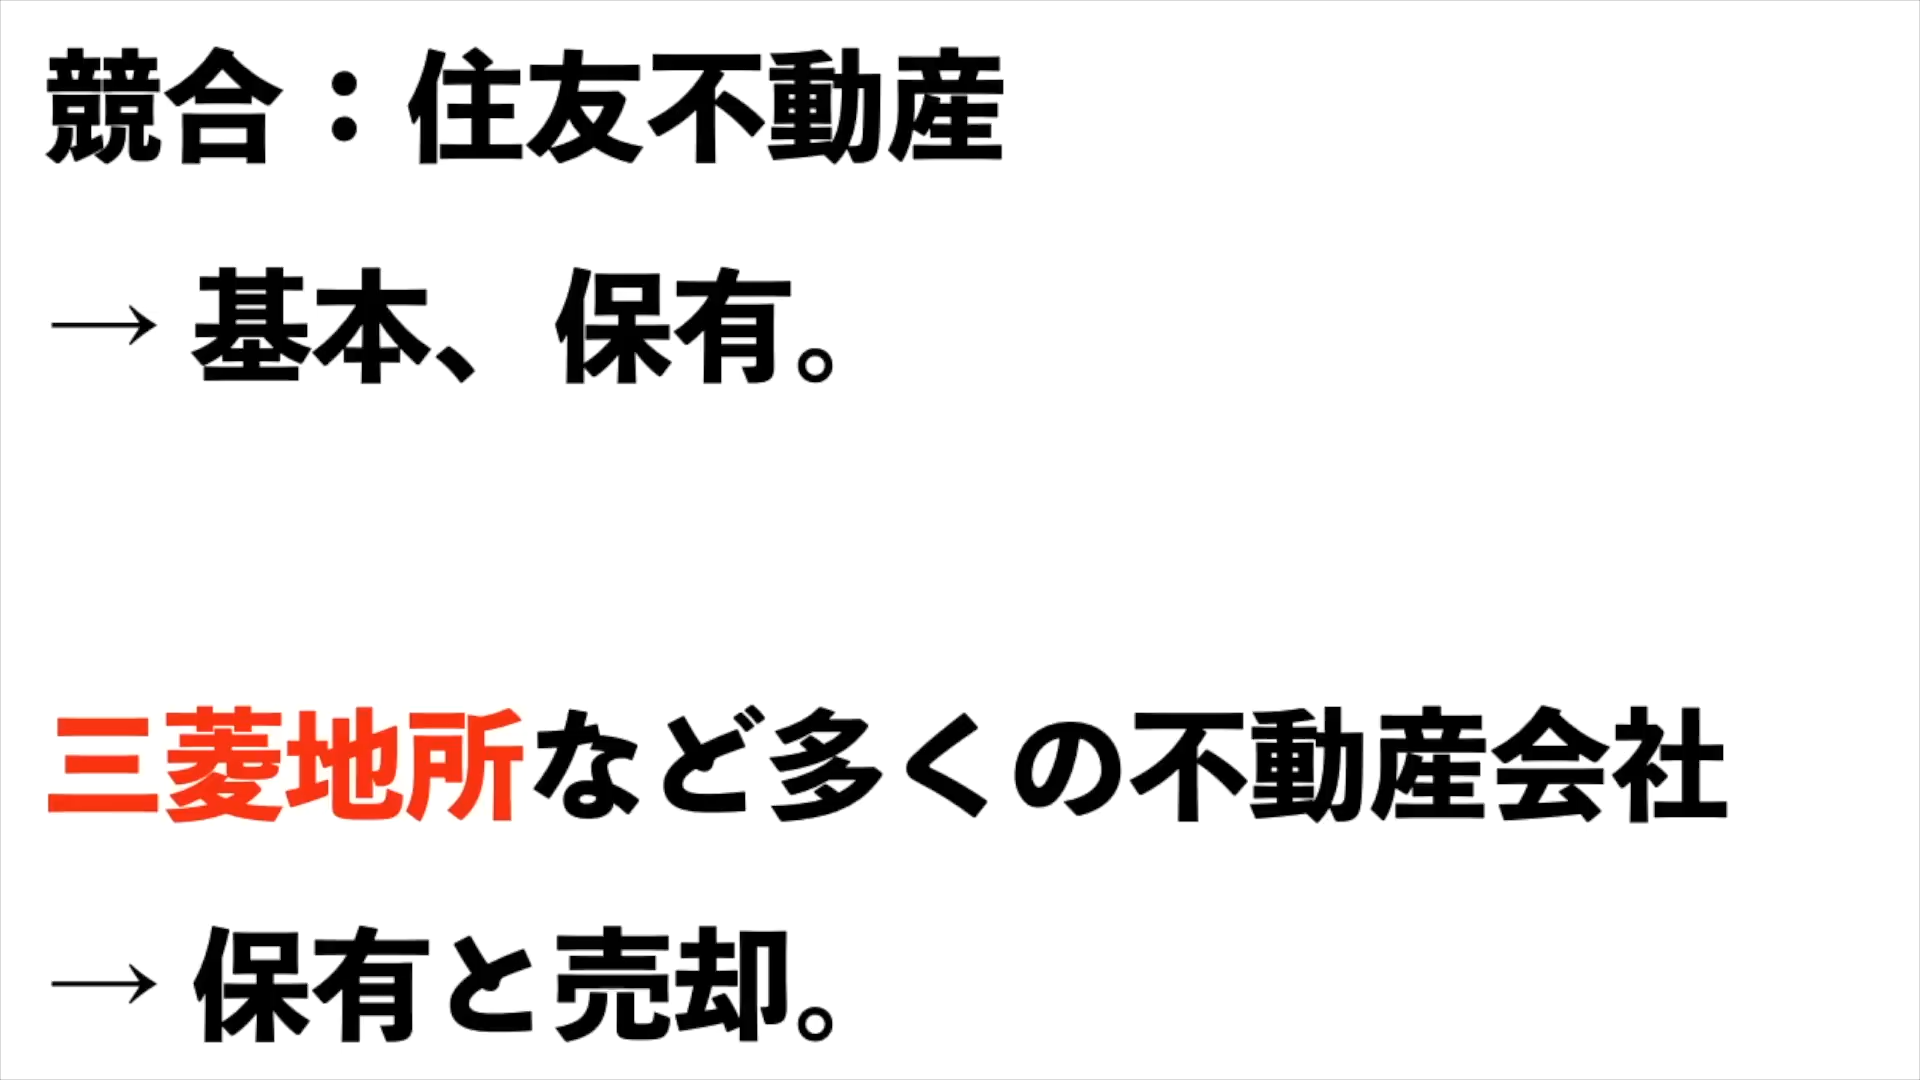 競合：住友不動産
→ 基本、保有。
三菱地所など多くの不動産会社
→ 保有と売却。